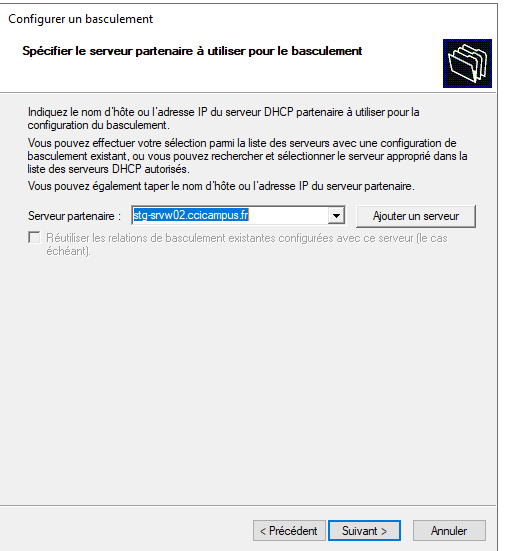 Configurer un basculement
Spécifier le serveur partenaire à utiliser pour le basculement
Indiquez le nom d'hôte ou l'adresse IP du serveur DHCP partenaire à utiliser pour la
configuration du basculement.
Vous pouvez effectuer votre sélection parmi la liste des serveurs avec une configuration de
basculement existant, ou vous pouvez rechercher et sélectionner le serveur approprié dans la
liste des serveurs DHCP autorisés.
Vous pouvez également taper le nom d'hôte ou l'adresse IP du serveur partenaire.
Serveur partenaire : stg-srvw02.ccicampus.fr Ajouter un serveur
Réutiliser les relations de basculement existantes configurées avec ce serveur (le cas
échéant).
< Précédent Suivant > Annuler